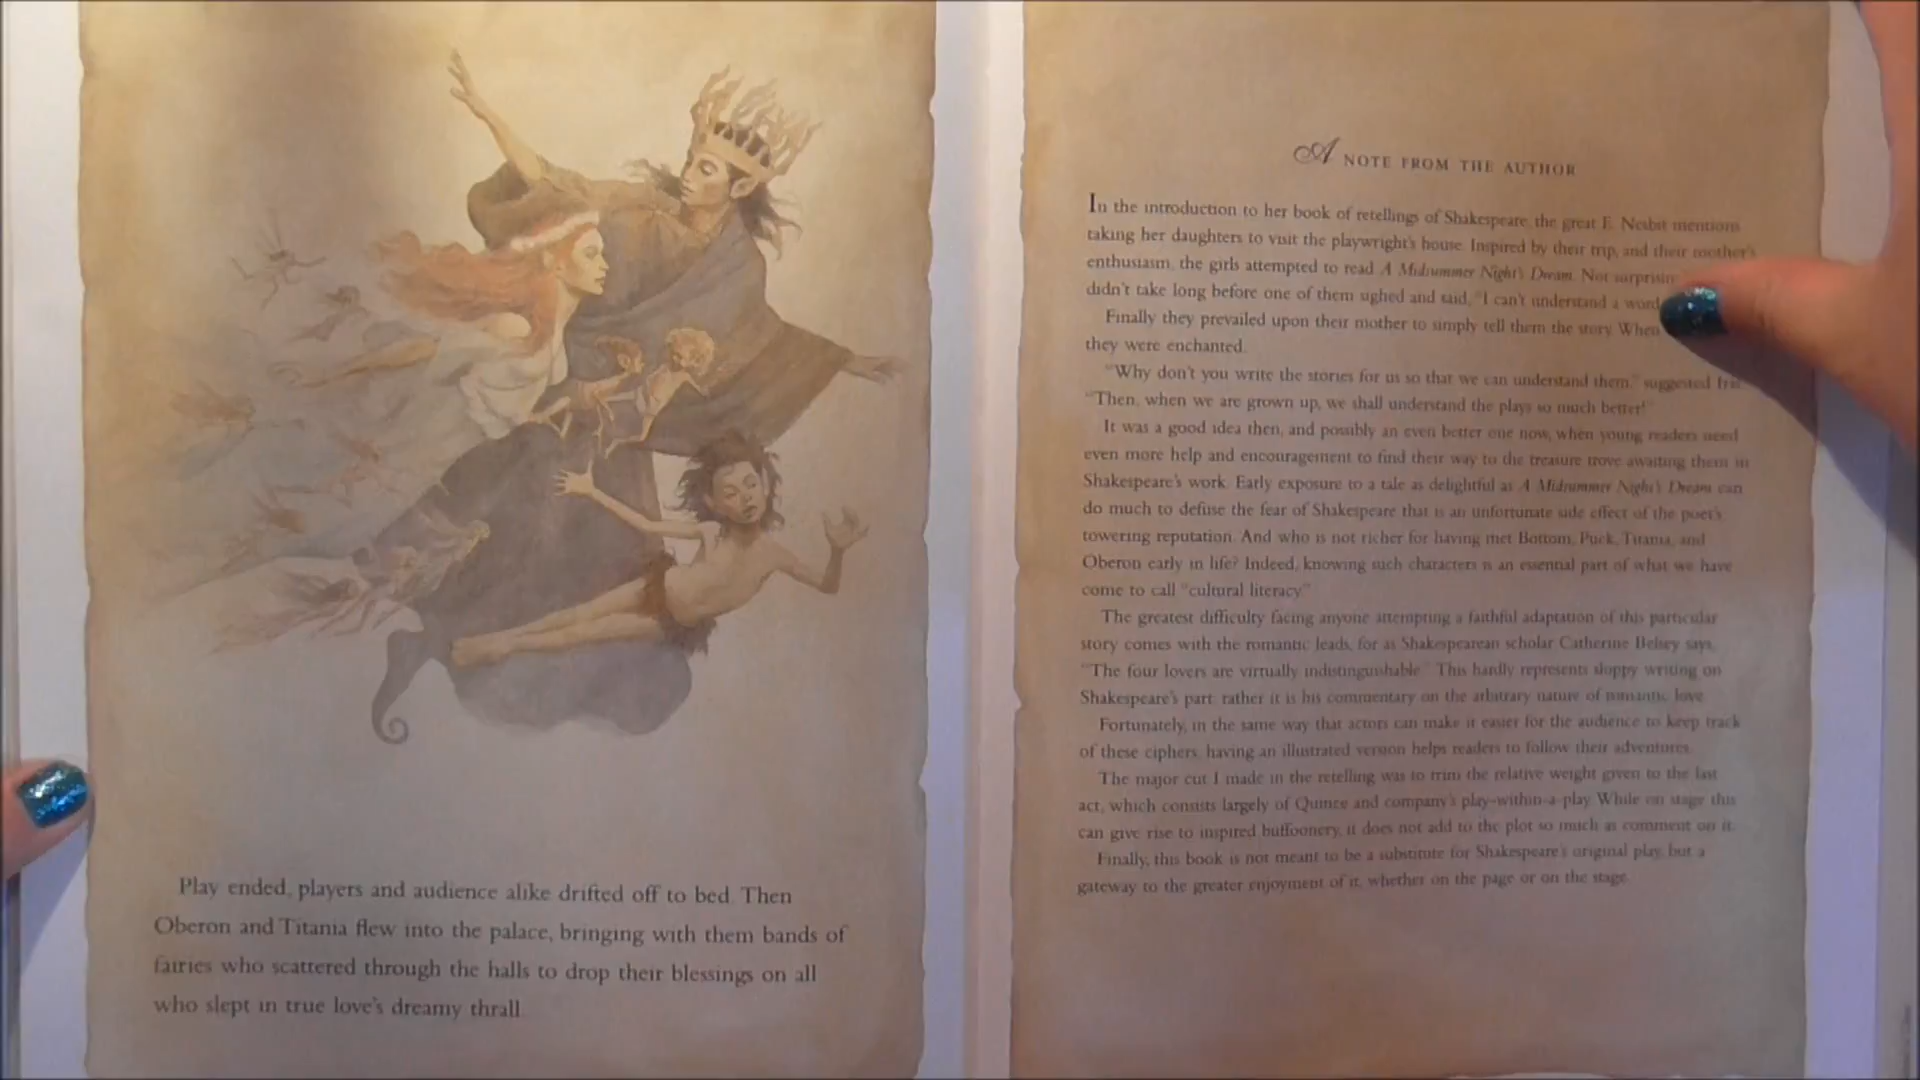 Play ended, players and audience alike drifted off to bed. Then
Oberon and Titania flew into the palace, bringing with them bands of
fairies who scattered through the halls to drop their blessings on all
who slept in true love's dreamy thrall.
A NOTE FROM THE AUTHOR
In the introduction to her book of retellings of Shakespeare, the great E. Nesbit mentions
taking her daughters to visit the playwright's house. Inspired by their trip, and their mother's
enthusiasm, the girls attempted to read A Midsummer Night's Dream. Not
didn't take long before one of them sighed and said, "I can't understand a word
Finally they prevailed upon their mother to simply tell them the story. When
they were enchanted.
"Why don't you write the stories for us so that we can understand them," suggested
"Then, when we are grown up, we shall understand the plays so much better!"
It was a good idea then, and possibly an even better one now, when young readers need
even more help and encouragement to find their way to the treasure trove awaiting them in
Shakespeare's work. Early exposure to a tale as delightful as A Midsummer Night's Dream can
do much to defuse the fear of Shakespeare that is an unfortunate side effect of the poet's
towering reputation. And who is not richer for having met Bottom, Puck, Titania, and
Oberon early in life? Indeed, knowing such characters is an essential part of what we have
come to call "cultural literacy."
The greatest difficulty facing anyone attempting a faithful adaptation of this particular
story comes with the romantic leads, for as Shakespearean scholar Catherine Belsey says,
"The four lovers are virtually indistinguishable." This hardly represents sloppy writing on
Shakespeare's part; rather it is his commentary on the arbitrary nature of romantic love.
Fortunately, in the same way that actors can make it easier for the audience to keep track
of these ciphers, having an illustrated version helps readers to follow their adventures.
The major cut I made in the retelling was to trim the relative weight given to the last
act, which consists largely of Quince and company's play-within-a-play. While on stage this
can give rise to inspired buffoonery, it does not add to the plot so much as comment on it.
Finally, this book is not meant to be a substitute for Shakespeare's original play, but a
gateway to the greater enjoyment of it, whether on the page or on the stage.